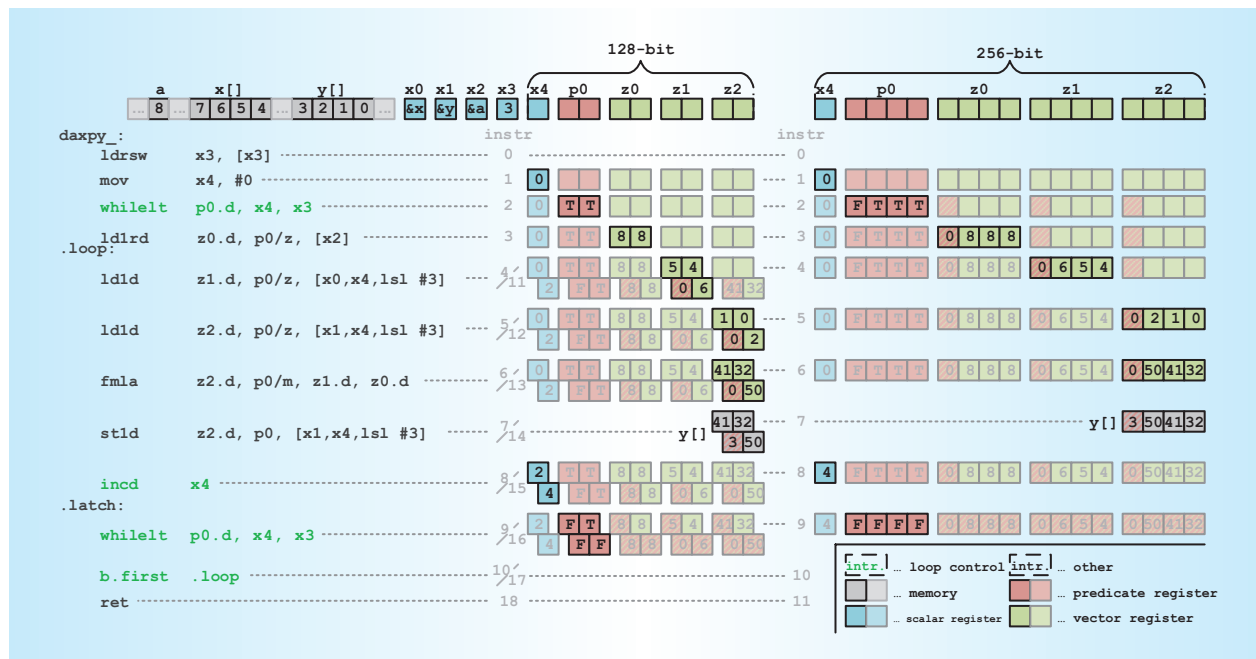 128-bit 256-bit
a x[] y[] x0 x1 x2 x3 x4 p0 z0 z1 z2 x4 p0 z0 z1 z2
... 8 ... 7 6 5 4 ... 3 2 1 0 ... &x &y &a 3
daxpy_: instr instr
ldrsw x3, [x3] 0 0
mov x4, #0 1 0 1 0
whilelt p0.d, x4, x3 2 0 T T 2 0 F T T T
ld1rd z0.d, p0/z, [x2] 3 0 T T 8 8 3 0 F T T T 0 8 8 8
.loop:
ld1d z1.d, p0/z, [x0,x4,lsl #3] 4/11 0 T T 8 8 5 4 4 0 F T T T 0 8 8 8 0 6 5 4
2 F T 8 8 0 6 41 32
ld1d z2.d, p0/z, [x1,x4,lsl #3] 5/12 0 T T 8 8 5 4 1 0 5 0 F T T T 0 8 8 8 0 6 5 4 0 2 1 0
2 F T 8 8 0 6 0 2
fmla z2.d, p0/m, z1.d, z0.d 6/13 0 T T 8 8 5 4 41 32 6 0 F T T T 0 8 8 8 0 6 5 4 0 50 41 32
2 F T 8 8 0 6 0 50
st1d z2.d, p0, [x1,x4,lsl #3] 7/14 y[] 41 32 7 y[] 3 50 41 32
3 50
incd x4 8/15 2 T T 8 8 5 4 41 32 8 4 F T T T 0 8 8 8 0 6 5 4 0 50 41 32
4 F T 8 8 0 6 0 50
.latch:
whilelt p0.d, x4, x3 9/16 2 F T 8 8 5 4 41 32 9 4 F F F F 0 8 8 8 0 6 5 4 0 50 41 32
4 F F 8 8 0 6 0 50
b.first .loop 10/17 10
ret 18 11
intr. ... loop control intr. ... other
... memory ... predicate register
... scalar register ... vector register